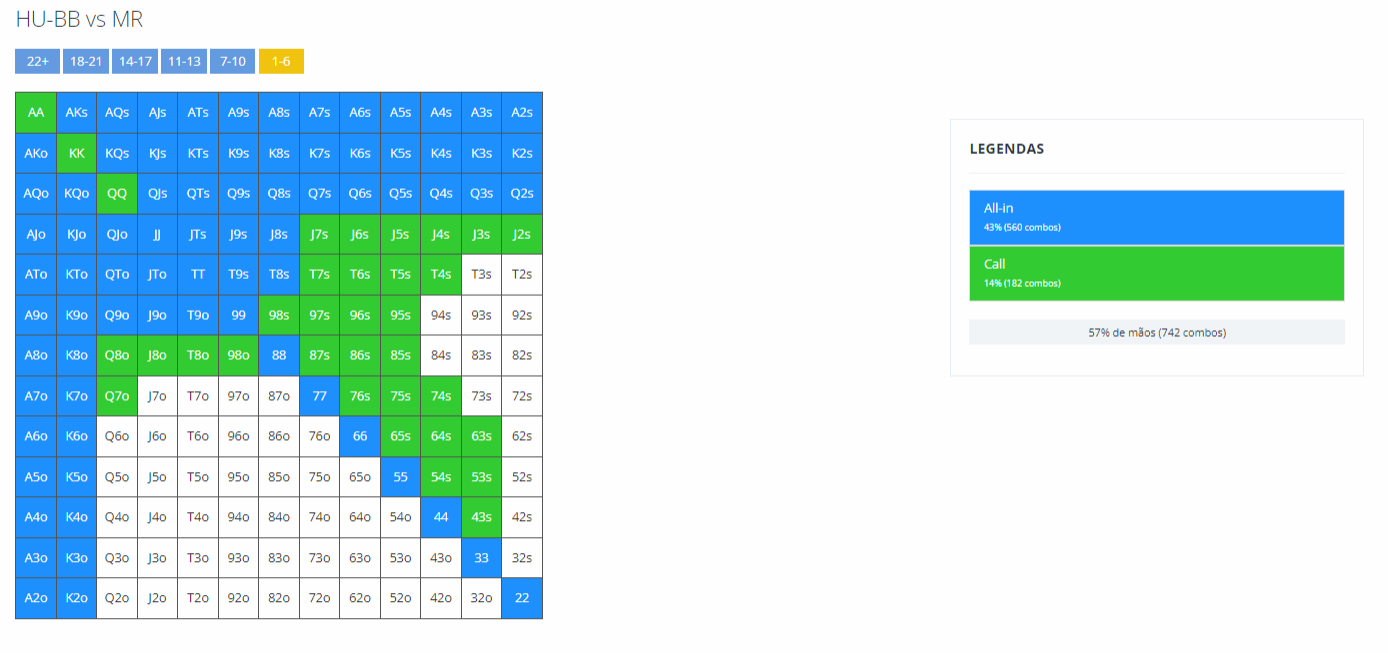 HU-BB vs MR
22+ 18-21 14-17 11-13 7-10 1-6
AA AKs AQs AJs ATs A9s A8s A7s A6s A5s A4s A3s A2s
AKo KK KQs KJs KTs K9s K8s K7s K6s K5s K4s K3s K2s
AQo KQo QQ QJs QTs Q9s Q8s Q7s Q6s Q5s Q4s Q3s Q2s
AJo KJo QJo JJ JTs J9s J8s J7s J6s J5s J4s J3s J2s
ATo KTo QTo JTo TT T9s T8s T7s T6s T5s T4s T3s T2s
A9o K9o Q9o J9o T9o 99 98s 97s 96s 95s 94s 93s 92s
A8o K8o Q8o J8o T8o 98o 88 87s 86s 85s 84s 83s 82s
A7o K7o Q7o J7o T7o 97o 87o 77 76s 75s 74s 73s 72s
A6o K6o Q6o J6o T6o 96o 86o 76o 66 65s 64s 63s 62s
A5o K5o Q5o J5o T5o 95o 85o 75o 65o 55 54s 53s 52s
A4o K4o Q4o J4o T4o 94o 84o 74o 64o 54o 44 43s 42s
A3o K3o Q3o J3o T3o 93o 83o 73o 63o 53o 43o 33 32s
A2o K2o Q2o J2o T2o 92o 82o 72o 62o 52o 42o 32o 22
LEGENDAS
All-in
43% (560 combos)
Call
14% (182 combos)
57% de mãos (742 combos)